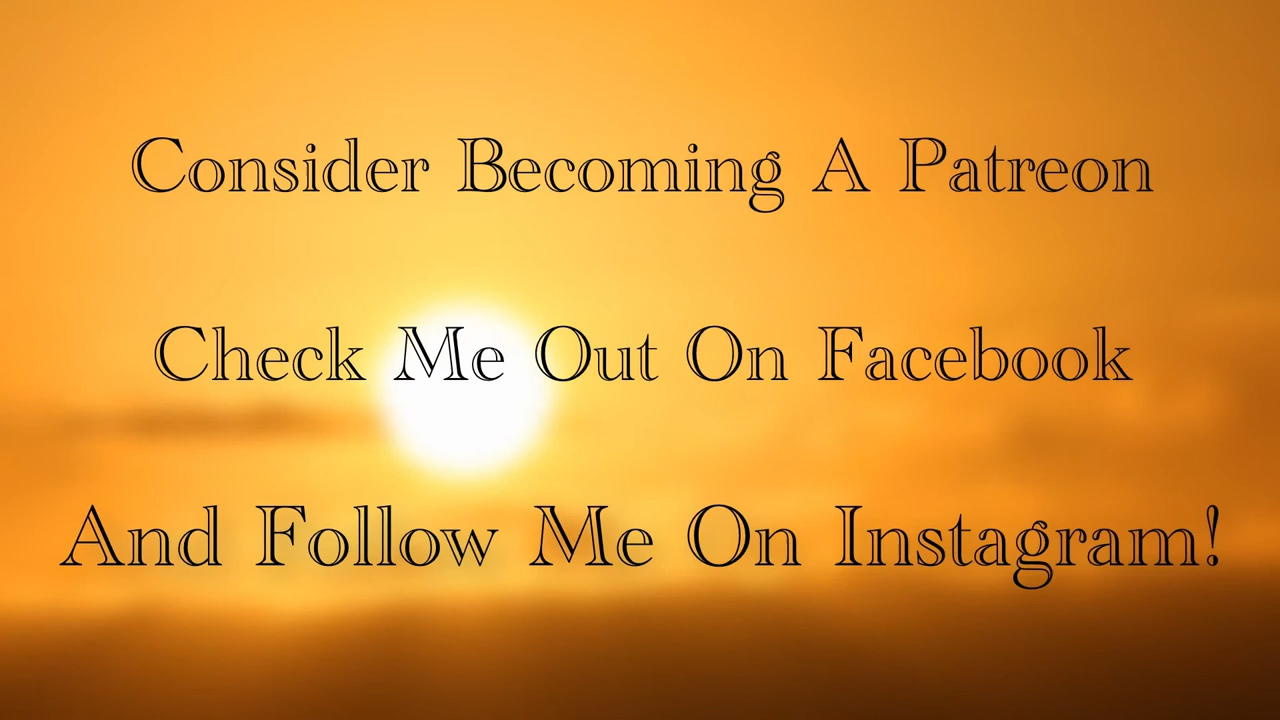 Consider Becoming A Patreon
Check Me Out On Facebook
And Follow Me On Instagram!